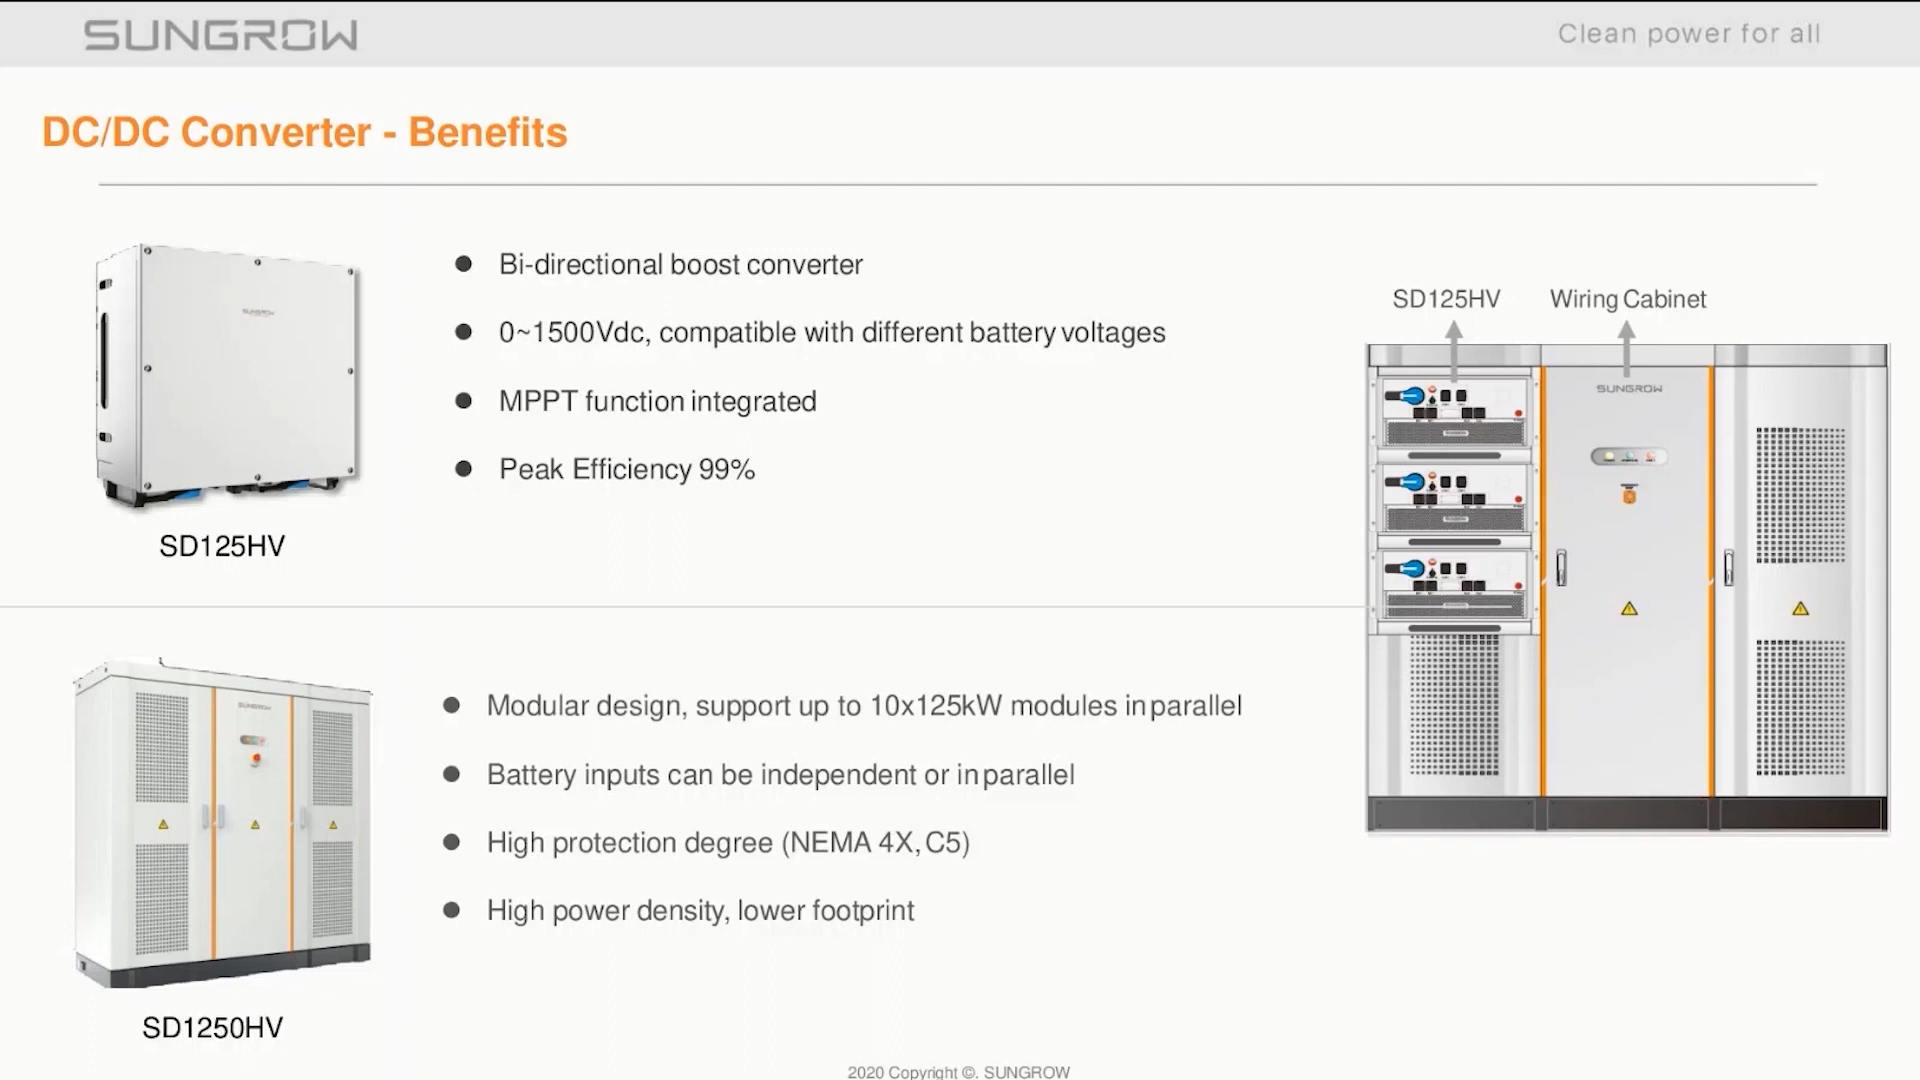 SUNGROW
Clean power for all
DC/DC Converter - Benefits
SUNGROW
SD125HV
Bi-directional boost converter
0~1500Vdc, compatible with different battery voltages
MPPT function integrated
Peak Efficiency 99%
SD125HV
Wiring Cabinet
SUNGROW
SUNGROW
SD1250HV
Modular design, support up to 10x125kW modules in parallel
Battery inputs can be independent or in parallel
High protection degree (NEMA 4X, C5)
High power density, lower footprint
2020 Copyright ©. SUNGROW